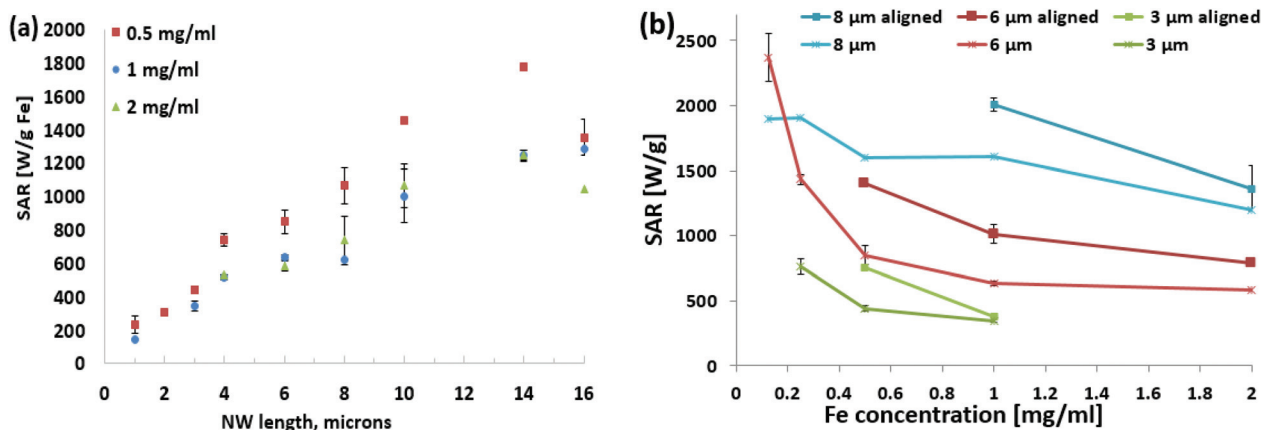 (a)
2000
1800
1600
1400
1200
1000
800
600
400
200
0
SAR [W/g Fe]
0.5 mg/ml
1 mg/ml
2 mg/ml
0 2 4 6 8 10 12 14 16
NW length, microns
(b)
8 µm aligned 6 µm aligned 3 µm aligned
8 µm 6 µm 3 µm
2500
2000
1500
1000
500
0
SAR [W/g]
0 0.2 0.4 0.6 0.8 1 1.2 1.4 1.6 1.8 2
Fe concentration [mg/ml]